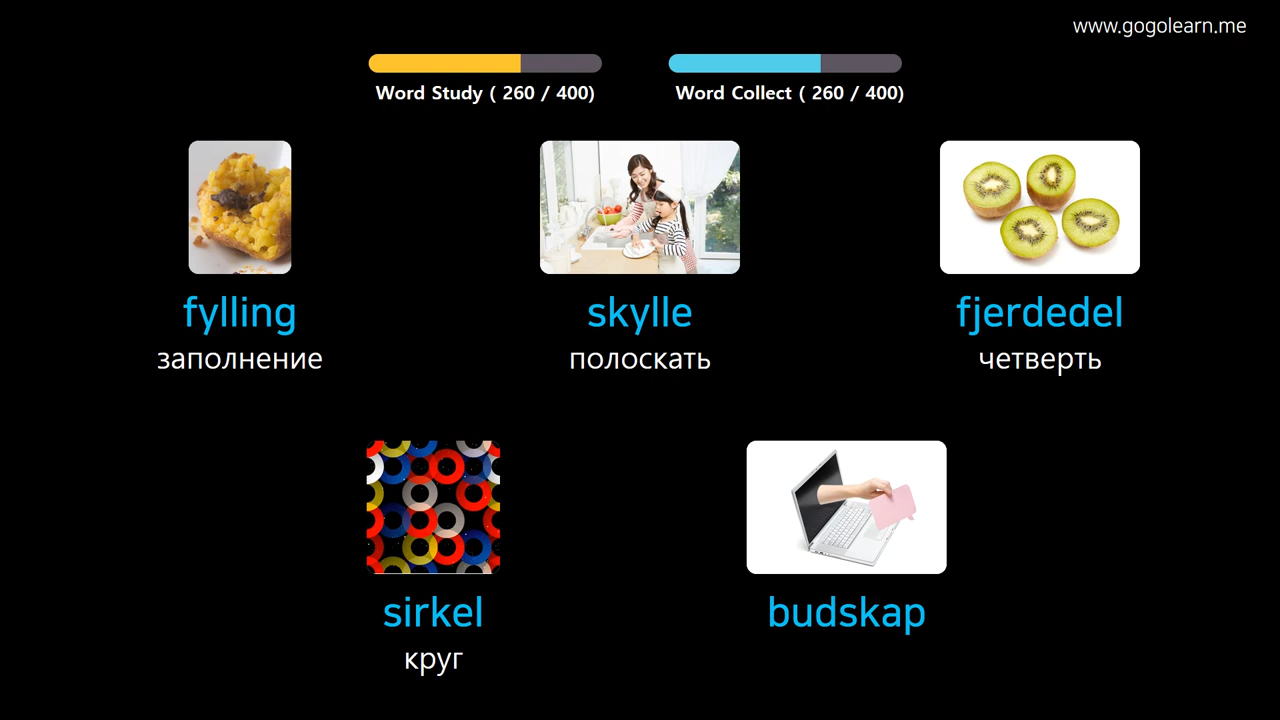 www.gogolearn.me
Word Study ( 260 / 400)
Word Collect ( 260 / 400)
fylling
заполнение
skylle
полоскать
fjerdedel
четверть
sirkel
круг
budskap